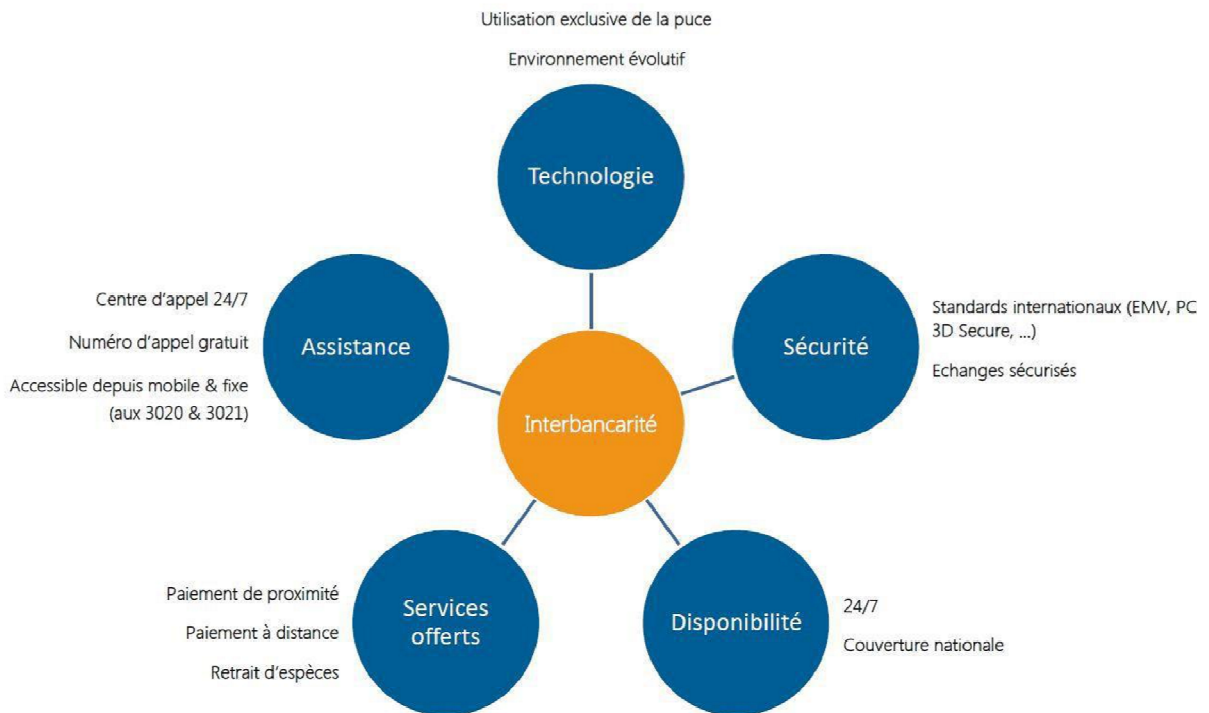 Utilisation exclusive de la puce
Environnement évolutif
Technologie
Centre d'appel 24/7
Numéro d'appel gratuit
Accessible depuis mobile & fixe
(aux 3020 & 3021)
Assistance
Standards internationaux (EMV, PC
3D Secure, ...)
Echanges sécurisés
Sécurité
Interbancarité
Paiement de proximité
Paiement à distance
Retrait d'espèces
Services
offerts
Disponibilité
24/7
Couverture nationale